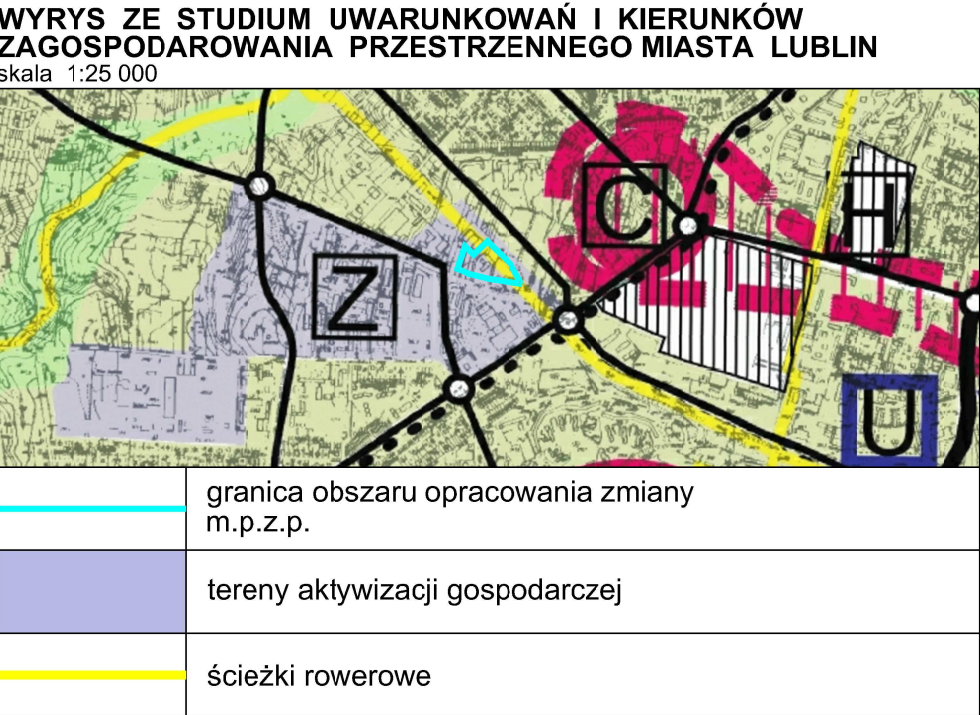 WYRYS ZE STUDIUM UWARUNKOWAŃ I KIERUNKÓW
ZAGOSPODAROWANIA PRZESTRZENNEGO MIASTA LUBLIN
skala 1:25 000
C
H
Z
U
granica obszaru opracowania zmiany
m.p.z.p.
tereny aktywizacji gospodarczej
ścieżki rowerowe